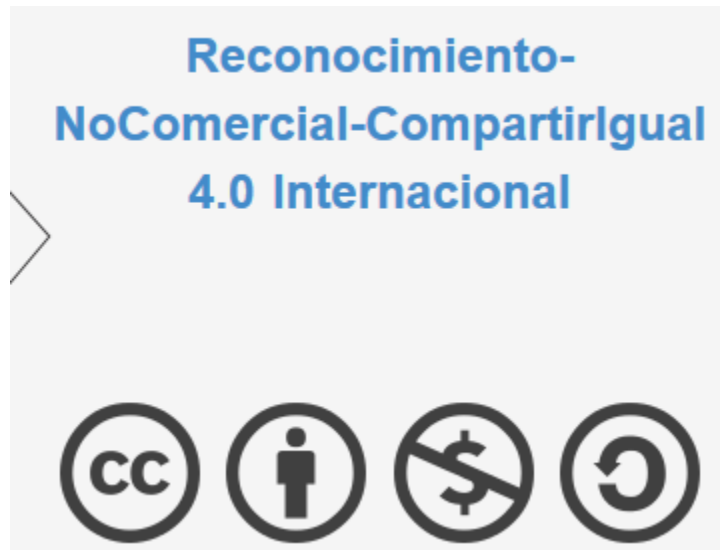 Reconocimiento-
NoComercial-CompartirIgual
4.0 Internacional
cc
$